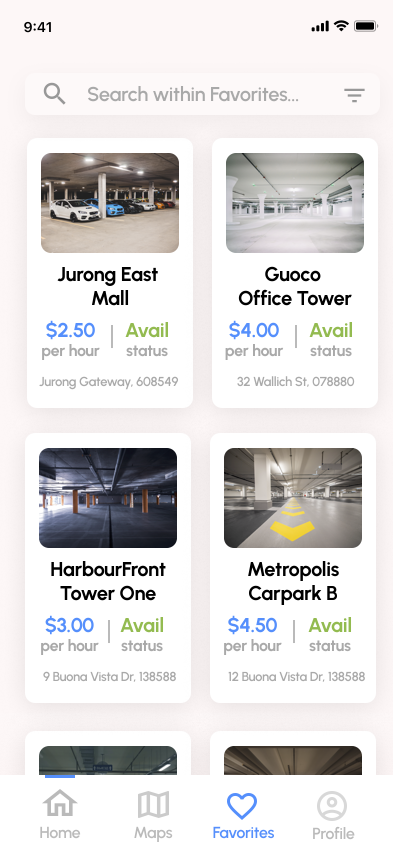 9:41
Search within Favorites...
Jurong East
Mall
$2.50
per hour
Avail
status
Jurong Gateway, 608549
Guoco
Office Tower
$4.00
per hour
Avail
status
32 Wallich St, 078880
HarbourFront
Tower One
$3.00
per hour
Avail
status
9 Buona Vista Dr, 138588
Metropolis
Carpark B
$4.50
per hour
Avail
status
12 Buona Vista Dr, 138588
Home
Maps
Favorites
Profile